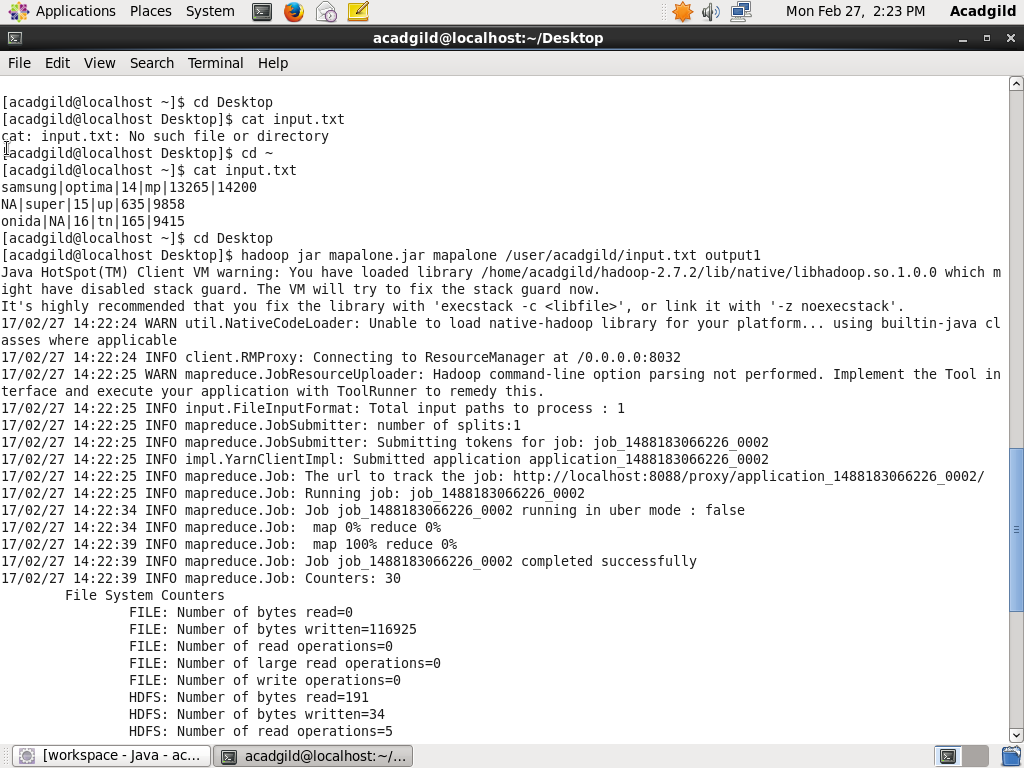 Applications Places System Mon Feb 27, 2:23 PM Acadgild
acadgild@localhost:~/Desktop
File Edit View Search Terminal Help
[acadgild@localhost ~]$ cd Desktop
[acadgild@localhost Desktop]$ cat input.txt
cat: input.txt: No such file or directory
[acadgild@localhost Desktop]$ cd ~
[acadgild@localhost ~]$ cat input.txt
samsung|optima|14|mp|13265|14200
NA|super|15|up|635|9858
onida|NA|16|tn|165|9415
[acadgild@localhost ~]$ cd Desktop
[acadgild@localhost Desktop]$ hadoop jar mapalone.jar mapalone /user/acadgild/input.txt output1
Java HotSpot(TM) Client VM warning: You have loaded library /home/acadgild/hadoop-2.7.2/lib/native/libhadoop.so.1.0.0 which m
ight have disabled stack guard. The VM will try to fix the stack guard now.
It's highly recommended that you fix the library with 'execstack -c <libfile>', or link it with '-z noexecstack'.
17/02/27 14:22:24 WARN util.NativeCodeLoader: Unable to load native-hadoop library for your platform... using builtin-java cl
asses where applicable
17/02/27 14:22:24 INFO client.RMProxy: Connecting to ResourceManager at /0.0.0.0:8032
17/02/27 14:22:25 WARN mapreduce.JobResourceUploader: Hadoop command-line option parsing not performed. Implement the Tool in
terface and execute your application with ToolRunner to remedy this.
17/02/27 14:22:25 INFO input.FileInputFormat: Total input paths to process : 1
17/02/27 14:22:25 INFO mapreduce.JobSubmitter: number of splits:1
17/02/27 14:22:25 INFO mapreduce.JobSubmitter: Submitting tokens for job: job_1488183066226_0002
17/02/27 14:22:25 INFO impl.YarnClientImpl: Submitted application application_1488183066226_0002
17/02/27 14:22:25 INFO mapreduce.Job: The url to track the job: http://localhost:8088/proxy/application_1488183066226_0002/
17/02/27 14:22:25 INFO mapreduce.Job: Running job: job_1488183066226_0002
17/02/27 14:22:34 INFO mapreduce.Job: Job job_1488183066226_0002 running in uber mode : false
17/02/27 14:22:34 INFO mapreduce.Job:  map 0% reduce 0%
17/02/27 14:22:39 INFO mapreduce.Job:  map 100% reduce 0%
17/02/27 14:22:39 INFO mapreduce.Job: Job job_1488183066226_0002 completed successfully
17/02/27 14:22:39 INFO mapreduce.Job: Counters: 30
File System Counters
FILE: Number of bytes read=0
FILE: Number of bytes written=116925
FILE: Number of read operations=0
FILE: Number of large read operations=0
FILE: Number of write operations=0
HDFS: Number of bytes read=191
HDFS: Number of bytes written=34
HDFS: Number of read operations=5
[workspace - Java - ac... acadgild@localhost:~/...